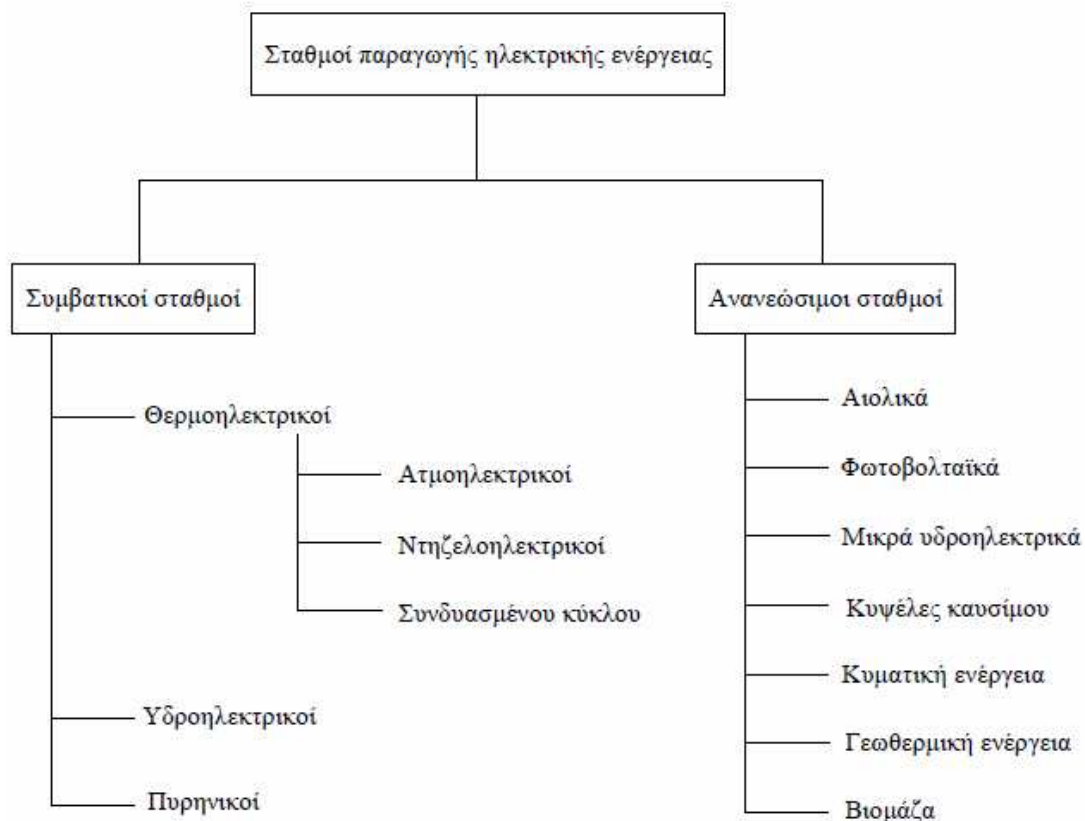 Σταθμοί παραγωγής ηλεκτρικής ενέργειας
Συμβατικοί σταθμοί
Θερμοηλεκτρικοί
Ατμοηλεκτρικοί
Ντηζελοηλεκτρικοί
Συνδυασμένου κύκλου
Υδροηλεκτρικοί
Πυρηνικοί
Ανανεώσιμοι σταθμοί
Αιολικά
Φωτοβολταϊκά
Μικρά υδροηλεκτρικά
Κυψέλες καυσίμου
Κυματική ενέργεια
Γεωθερμική ενέργεια
Βιομάζα